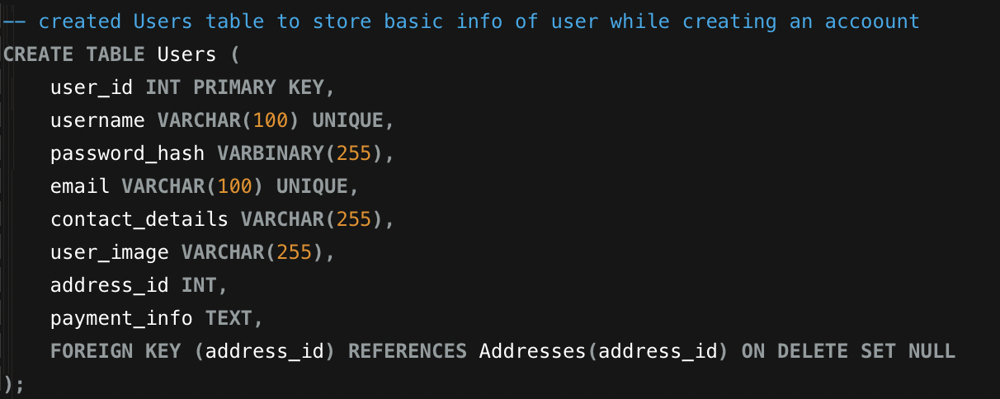 -- created Users table to store basic info of user while creating an accoount
CREATE TABLE Users (
    user_id INT PRIMARY KEY,
    username VARCHAR(100) UNIQUE,
    password_hash VARBINARY(255),
    email VARCHAR(100) UNIQUE,
    contact_details VARCHAR(255),
    user_image VARCHAR(255),
    address_id INT,
    payment_info TEXT,
    FOREIGN KEY (address_id) REFERENCES Addresses(address_id) ON DELETE SET NULL
);